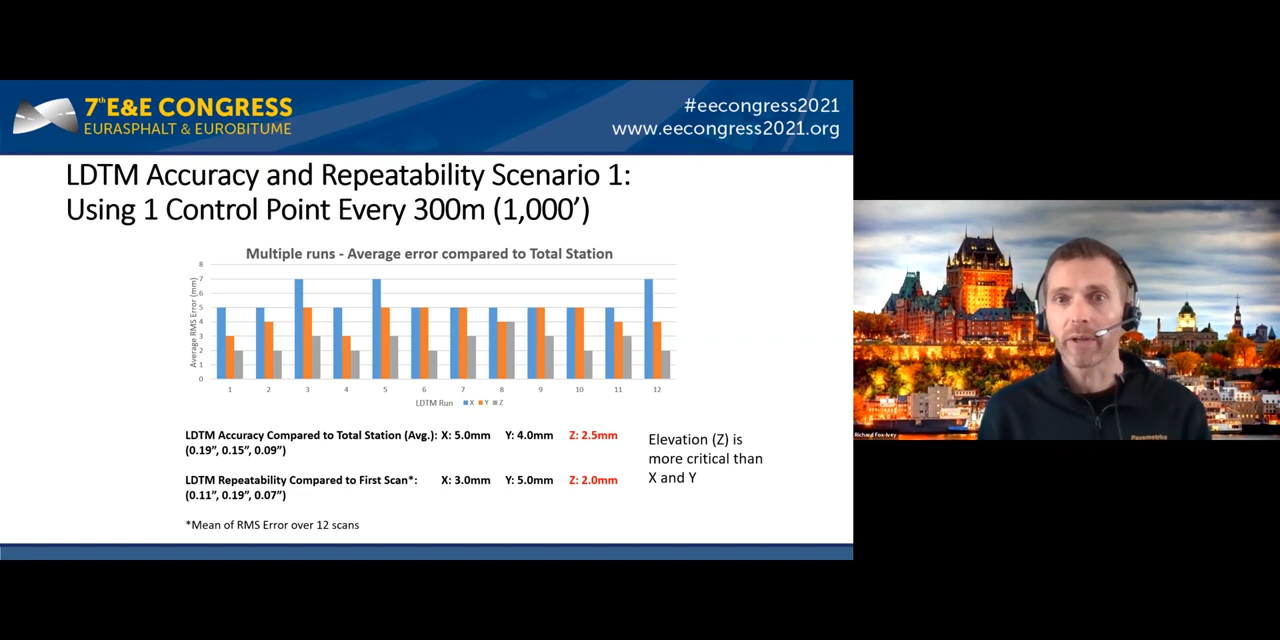 7th E&E CONGRESS
EURASPHALT & EUROBITUME
#eecongress2021
www.eecongress2021.org
LDTM Accuracy and Repeatability Scenario 1:
Using 1 Control Point Every 300m (1,000’)
Multiple runs - Average error compared to Total Station
Average RMS Error (mm)
8
7
6
5
4
3
2
1
0
1 2 3 4 5 6 7 8 9 10 11 12
LDTM Run X Y Z
LDTM Accuracy Compared to Total Station (Avg.): X: 5.0mm Y: 4.0mm Z: 2.5mm
(0.19”, 0.15”, 0.09”)
LDTM Repeatability Compared to First Scan*: X: 3.0mm Y: 5.0mm Z: 2.0mm
(0.11”, 0.19”, 0.07”)
*Mean of RMS Error over 12 scans
Elevation (Z) is
more critical than
X and Y
Richard Fox-Ivey
Pavemetrics